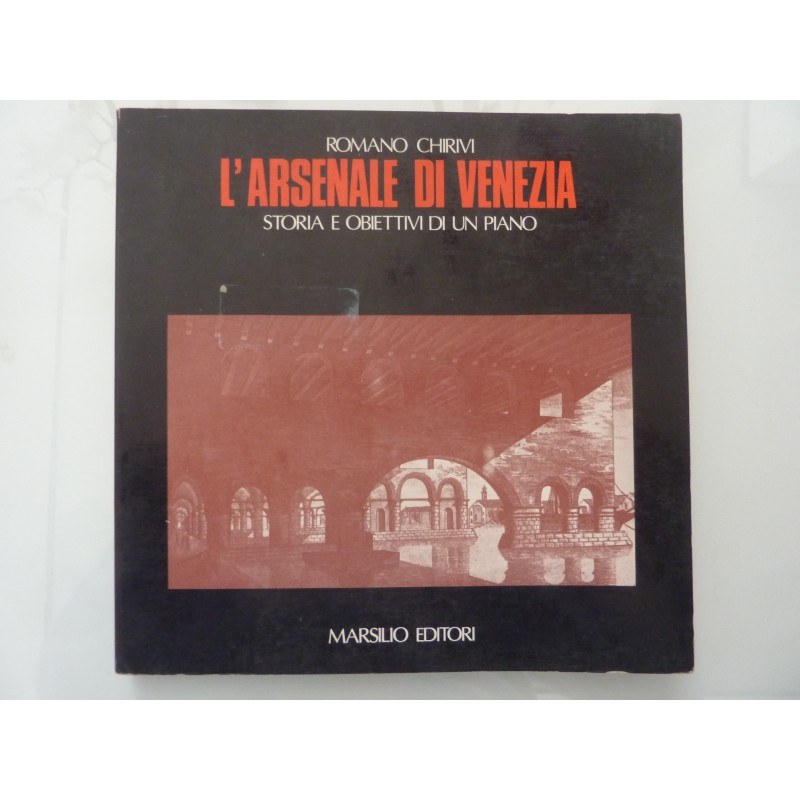 ROMANO CHIRIVI
L'ARSENALE DI VENEZIA
STORIA E OBIETTIVI DI UN PIANO
MARSILIO EDITORI